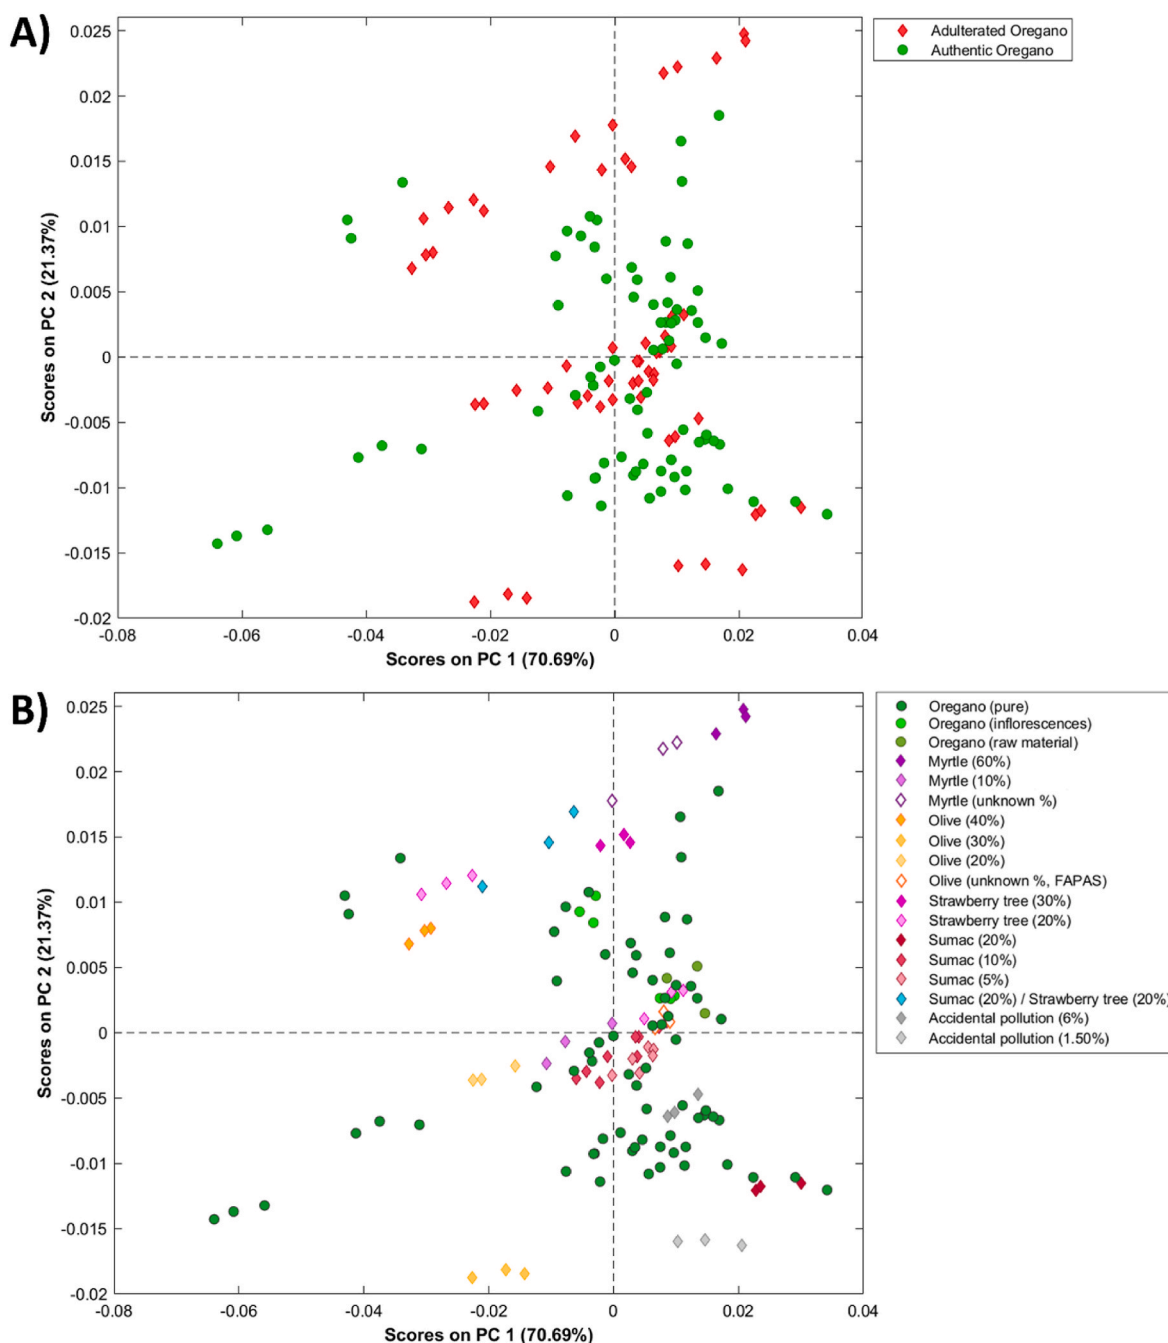 A)
0.025
0.02
0.015
0.01
0.005
0
-0.005
-0.01
-0.015
-0.02
Scores on PC 2 (21.37%)
-0.08
-0.06
-0.04
-0.02
0
0.02
0.04
Scores on PC 1 (70.69%)
Adulterated Oregano
Authentic Oregano
B)
0.025
0.02
0.015
0.01
0.005
0
-0.005
-0.01
-0.015
-0.02
Scores on PC 2 (21.37%)
-0.08
-0.06
-0.04
-0.02
0
0.02
0.04
Scores on PC 1 (70.69%)
Oregano (pure)
Oregano (inflorescences)
Oregano (raw material)
Myrtle (60%)
Myrtle (10%)
Myrtle (unknown %)
Olive (40%)
Olive (30%)
Olive (20%)
Olive (unknown %, FAPAS)
Strawberry tree (30%)
Strawberry tree (20%)
Sumac (20%)
Sumac (10%)
Sumac (5%)
Sumac (20%) / Strawberry tree (20%)
Accidental pollution (6%)
Accidental pollution (1.50%)